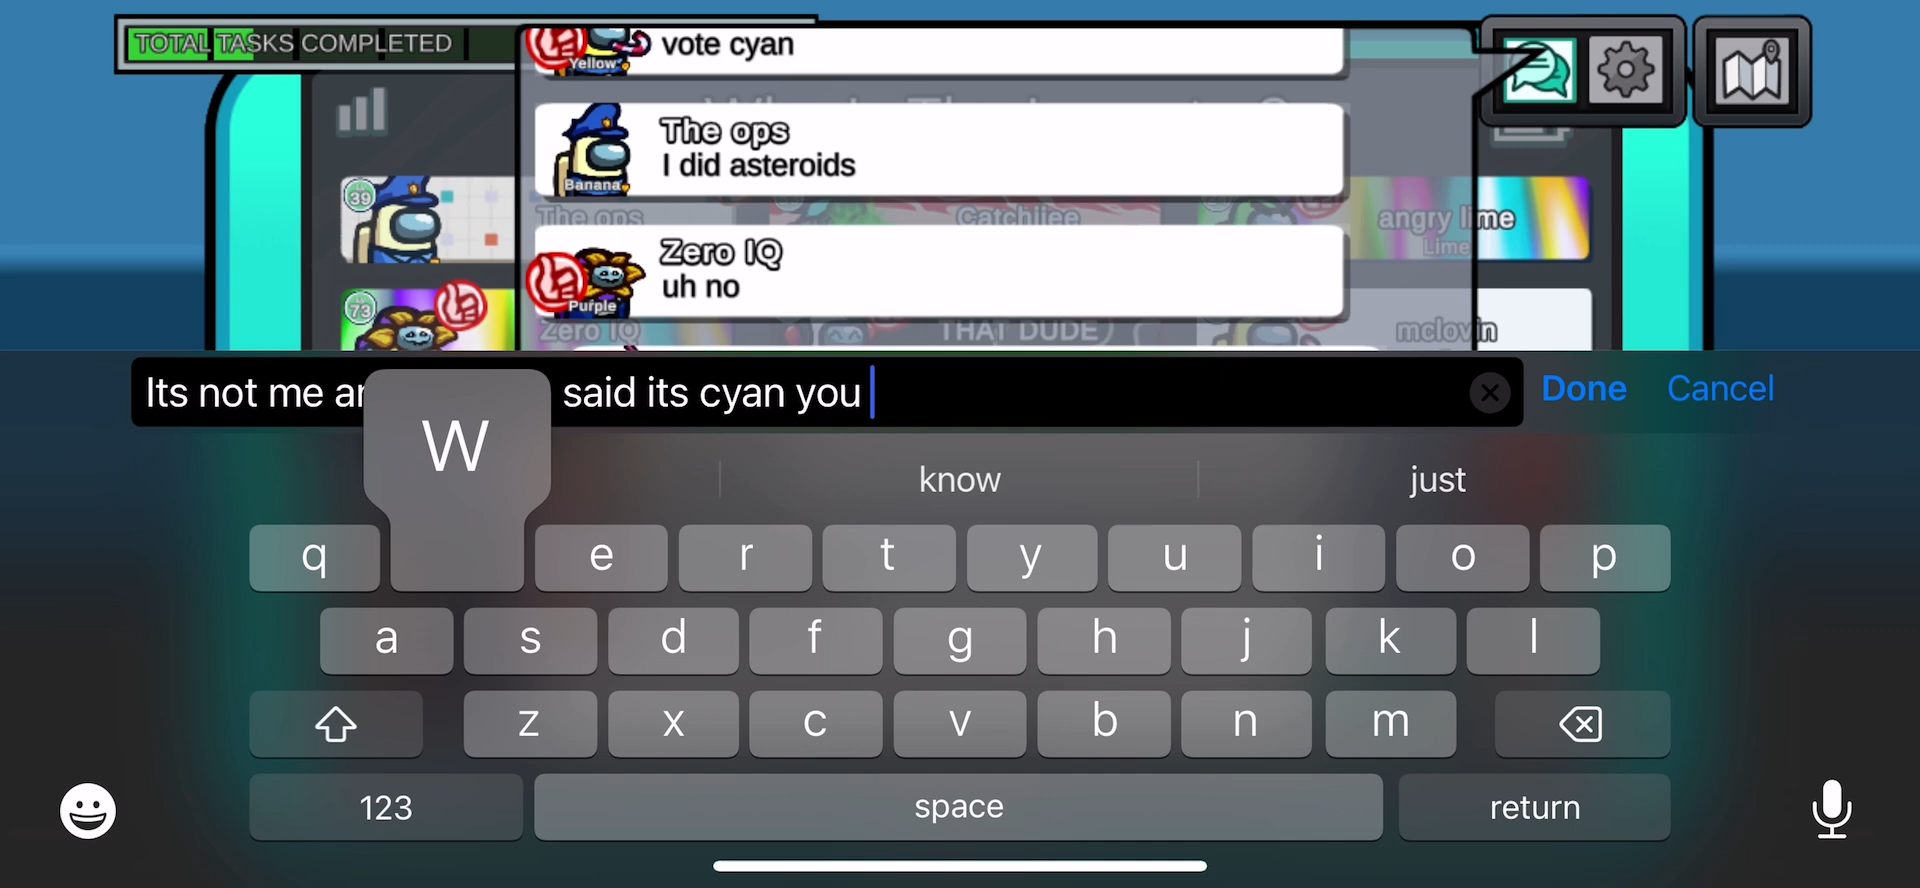 TOTAL TASKS COMPLETED
Yellow
vote cyan
The ops
I did asteroids
Banana
39
The ops
Catchijee
angry lime
Lime
Zero IQ
uh no
Purple
73
Zero IQ
THAT DUDE
mclovin
Its not me ar
said its cyan you
Done
Cancel
W
know
just
q
e
r
t
y
u
i
o
p
a
s
d
f
g
h
j
k
l
z
x
c
v
b
n
m
123
space
return